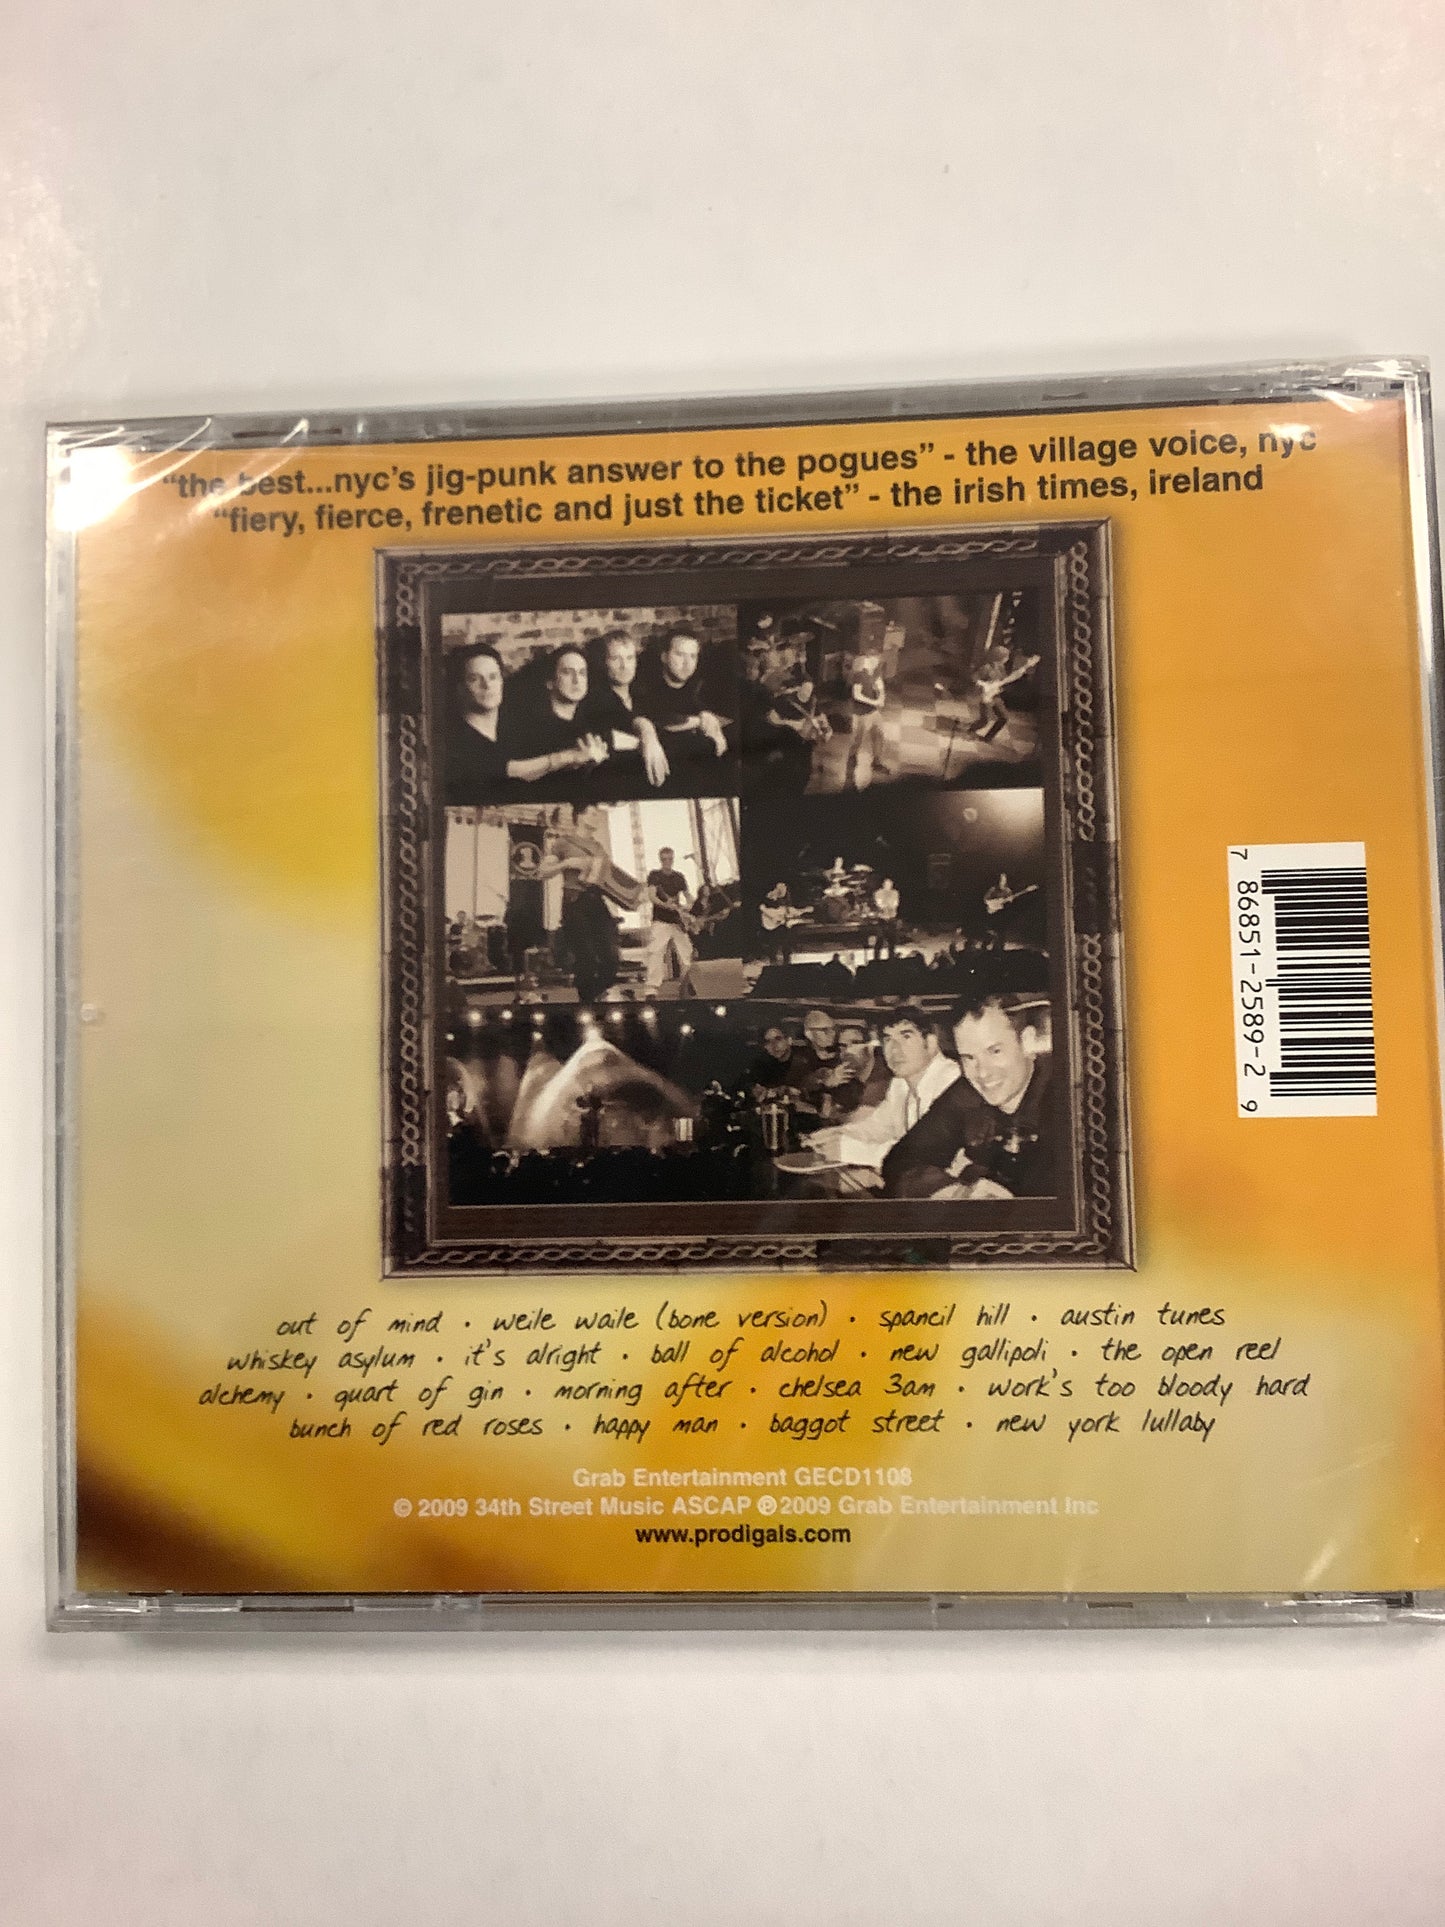 "the best...nyc's jig-punk answer to the pogues" - the village voice, nyc
"fiery, fierce, frenetic and just the ticket" - the irish times, ireland
7 86851-2589-2 9
out of mind · weile waile (bone version) · spancil hill · austin tunes
whiskey asylum · it's alright · ball of alcohol · new gallipoli · the open reel
alchemy · quart of gin · morning after · chelsea 3am · work's too bloody hard
bunch of red roses · happy man · baggot street · new york lullaby
Grab Entertainment GECD1108
© 2009 34th Street Music ASCAP ℗2009 Grab Entertainment Inc
www.prodigals.com